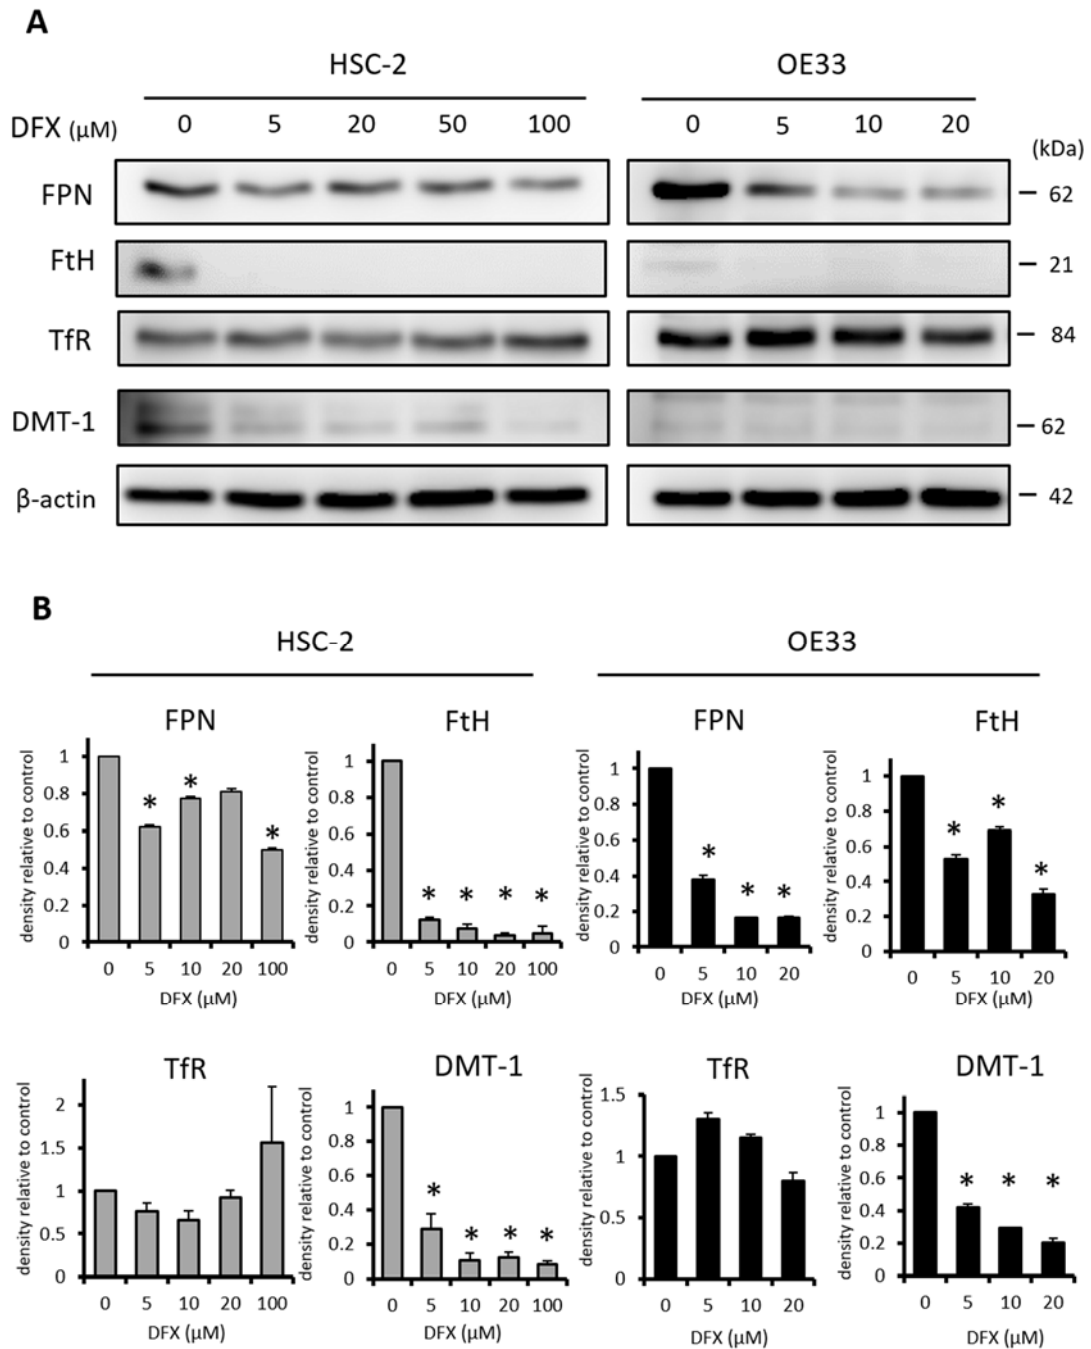 A
HSC-2 OE33
DFX (μM) 0 5 20 50 100 0 5 10 20
(kDa)
FPN 62
FtH 21
TfR 84
DMT-1 62
β-actin 42
B
HSC-2 OE33
FPN FtH FPN FtH
density relative to control
1
0.8
0.6
0.4
0.2
0
* * *
0 5 10 20 100
DFX (μM)
density relative to control
1
0.8
0.6
0.4
0.2
0
* * * *
0 5 10 20 100
DFX (μM)
density relative to control
1
0.8
0.6
0.4
0.2
0
* * *
0 5 10 20
DFX (μM)
density relative to control
1
0.8
0.6
0.4
0.2
0
* * *
0 5 10 20
DFX (μM)
TfR DMT-1 TfR DMT-1
density relative to control
2
1.5
1
0.5
0
0 5 10 20 100
DFX (μM)
density relative to control
1
0.8
0.6
0.4
0.2
0
* * * *
0 5 10 20 100
DFX (μM)
density relative to control
1.5
1
0.5
0
0 5 10 20
DFX (μM)
density relative to control
1
0.8
0.6
0.4
0.2
0
* * *
0 5 10 20
DFX (μM)